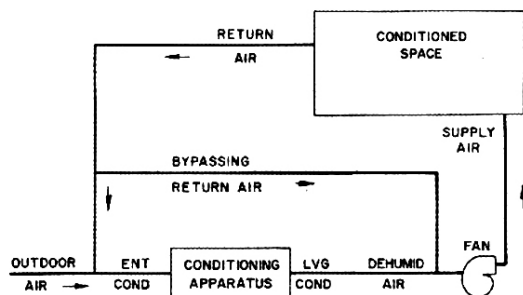 RETURN
AIR
CONDITIONED
SPACE
SUPPLY
AIR
BYPASSING
RETURN AIR
FAN
OUTDOOR
AIR
ENT
COND
CONDITIONING
APPARATUS
LVG
COND
DEHUMID
AIR